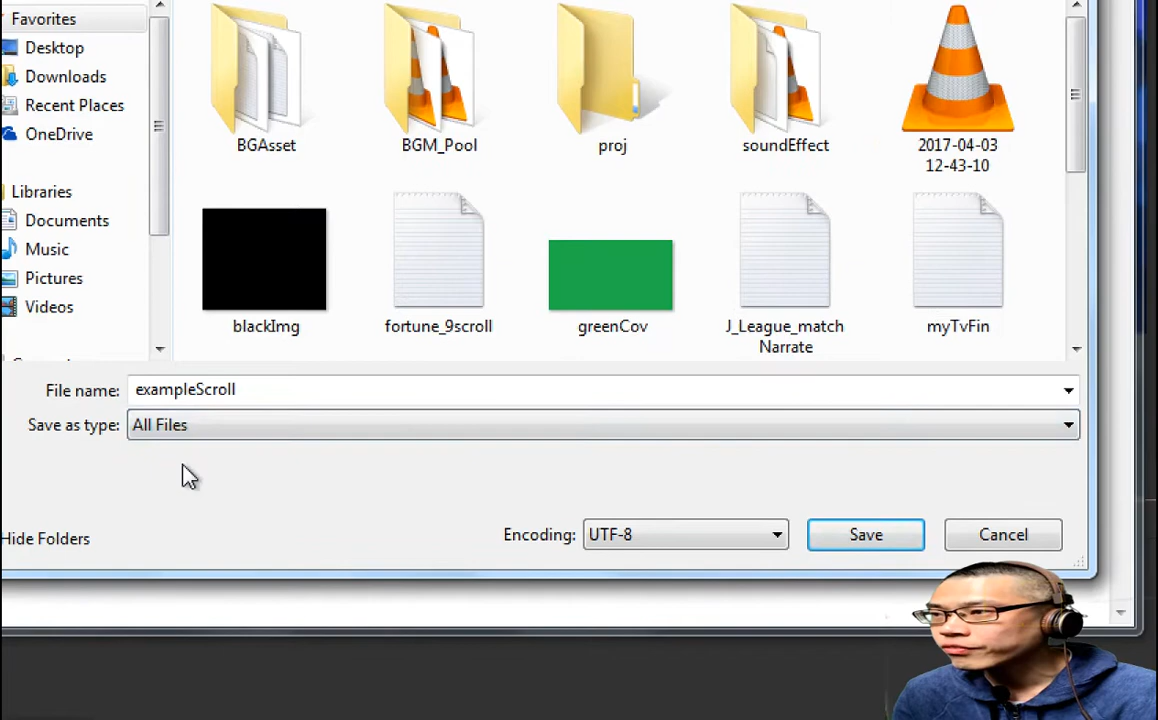 Favorites
Desktop
Downloads
Recent Places
OneDrive
Libraries
Documents
Music
Pictures
Videos
BGAsset
BGM_Pool
proj
soundEffect
2017-04-03
12-43-10
blackImg
fortune_9scroll
greenCov
J_League_match
Narrate
myTvFin
File name: exampleScroll
Save as type: All Files
Hide Folders
Encoding: UTF-8
Save
Cancel